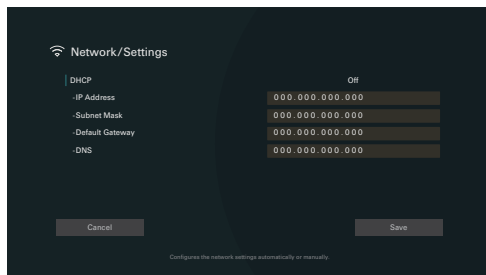 Network/Settings
DHCP Off
-IP Address 000.000.000.000
-Subnet Mask 000.000.000.000
-Default Gateway 000.000.000.000
-DNS 000.000.000.000
Cancel Save
Configures the network settings automatically or manually.